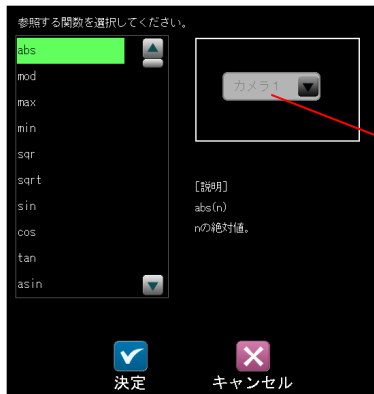 参照する関数を選択してください。
abs
mod
max
min
sqr
sqrt
sin
cos
tan
asin
カメラ1
[説明]
abs(n)
nの絶対値。
決定
キャンセル